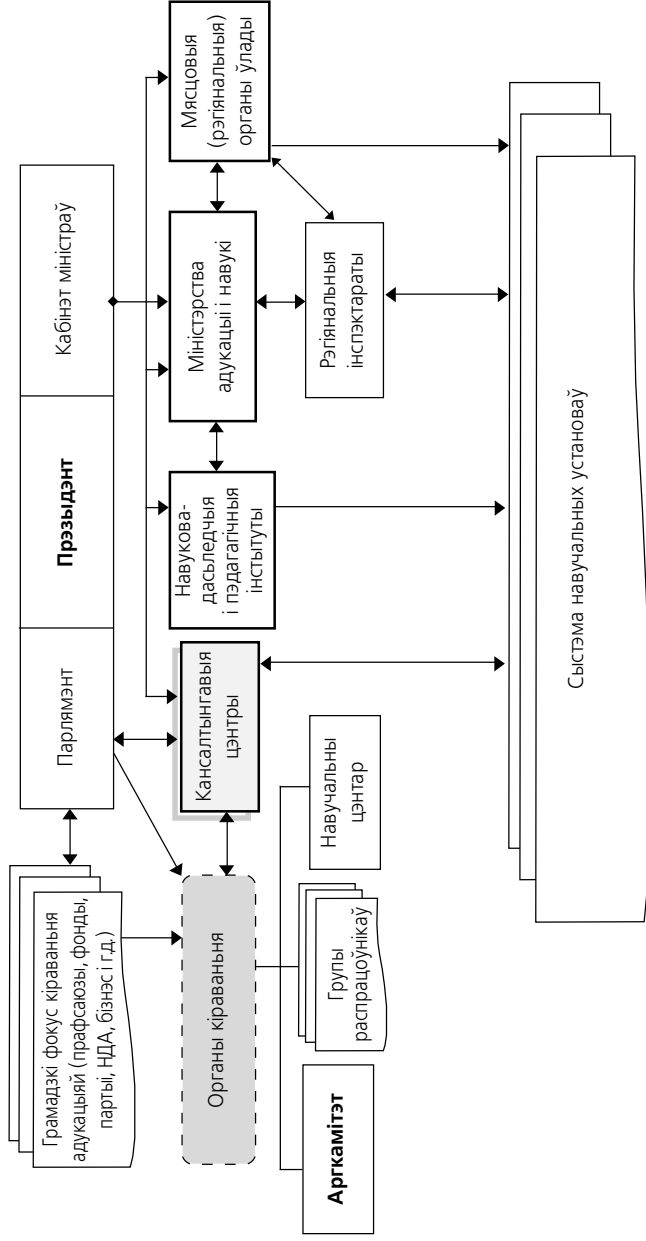 Грамадзкі фокус кіраваньня
адукацыяй (прафсаюзы, фонды,
партыі, НДА, бізнэс і г.д.)
Парлямэнт
Прэзыдэнт
Кабінэт міністраў
Органы кіраваньня
Кансалтынгавыя
цэнтры
Навукова-
дасьледчыя
і пэдагагічныя
інстытуты
Міністэрства
адукацыі і навукі
Мясцовыя
(рэгіянальныя)
органы ўлады
Аргкамітэт
Групы
распрацоўнікаў
Навучальны
цэнтар
Рэгіянальныя
інспэктараты
Сыстэма навучальных установаў